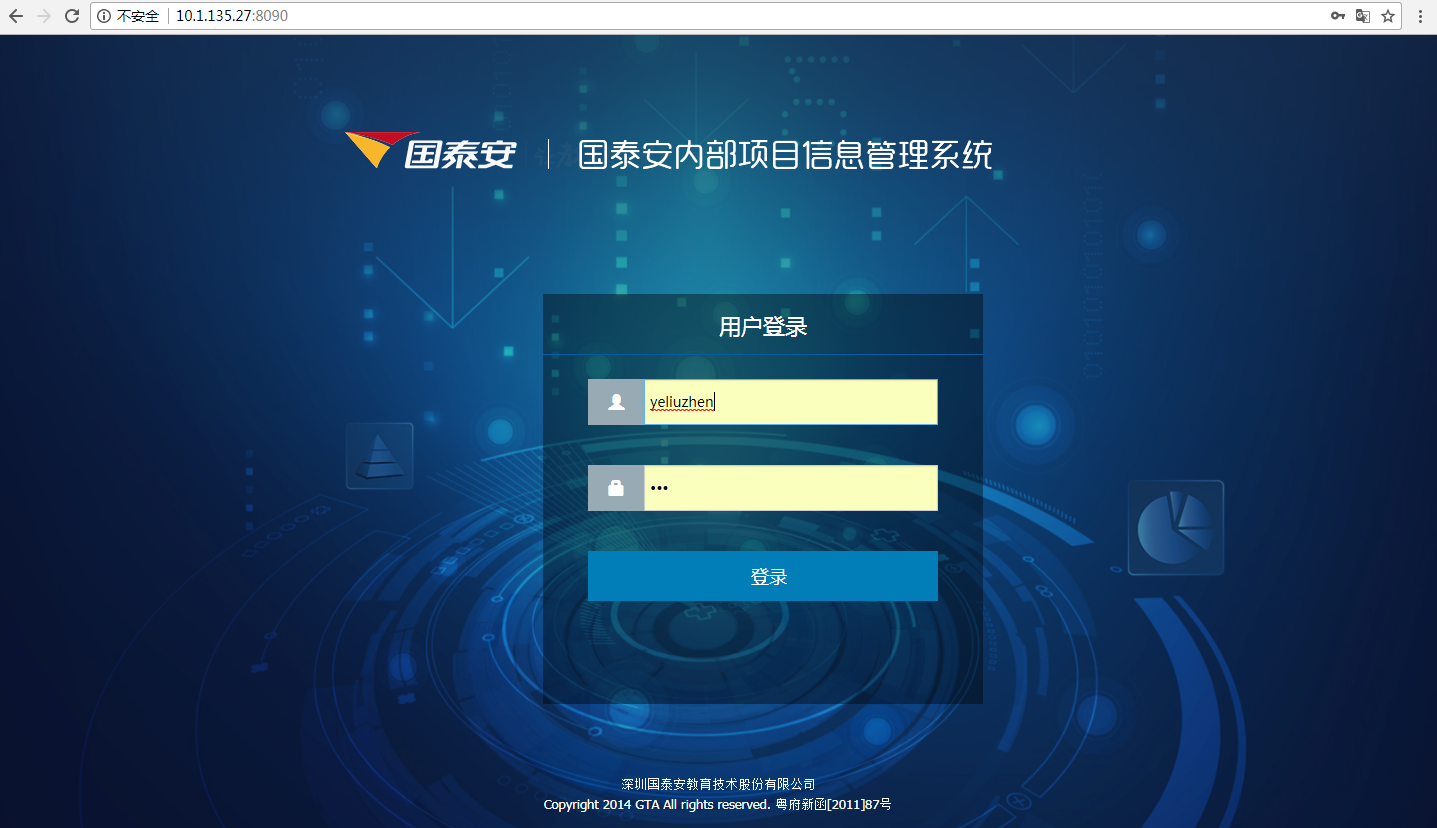 不安全 10.1.135.27:8090
国泰安 国泰安内部项目信息管理系统
用户登录
yeliuzhen
•••
登录
深圳国泰安教育技术股份有限公司
Copyright 2014 GTA All rights reserved. 粤府新函[2011]87号